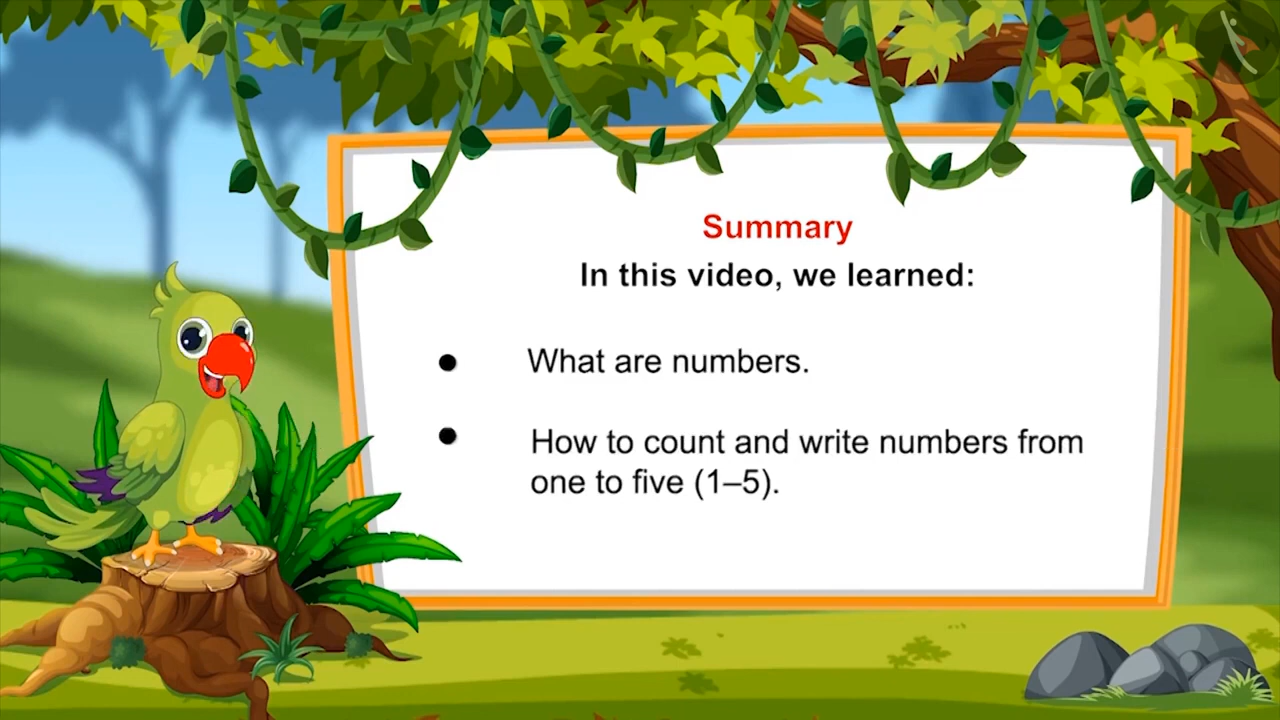 Summary
In this video, we learned:
● What are numbers.
● How to count and write numbers from
one to five (1–5).